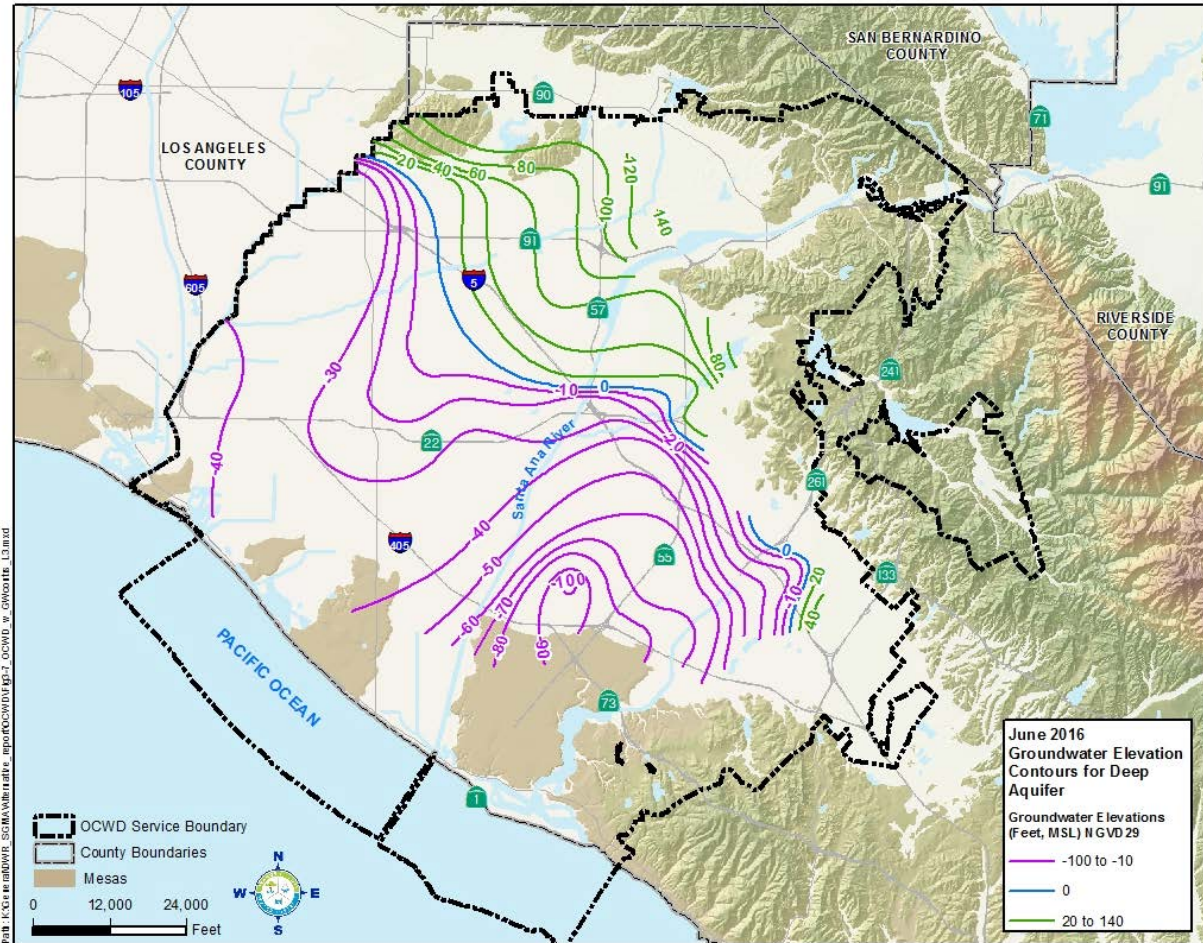 SAN BERNARDINO
COUNTY
105
90
71
LOS ANGELES
COUNTY
91
20
40
60
80
-120
100
140
91
5
605
57
RIVERSIDE
COUNTY
80
241
-30
-10
0
22
-20
-40
Santa Ana River
261
-40
405
-50
55
0
133
-100
-10
20
40
-70
-60
-80
-90
PACIFIC OCEAN
73
1
June 2016
Groundwater Elevation
Contours for Deep
Aquifer
Groundwater Elevations
(Feet, MSL) NGVD29
-100 to -10
0
20 to 140
OCWD Service Boundary
County Boundaries
Mesas
0 12,000 24,000
Feet
N
W E
S